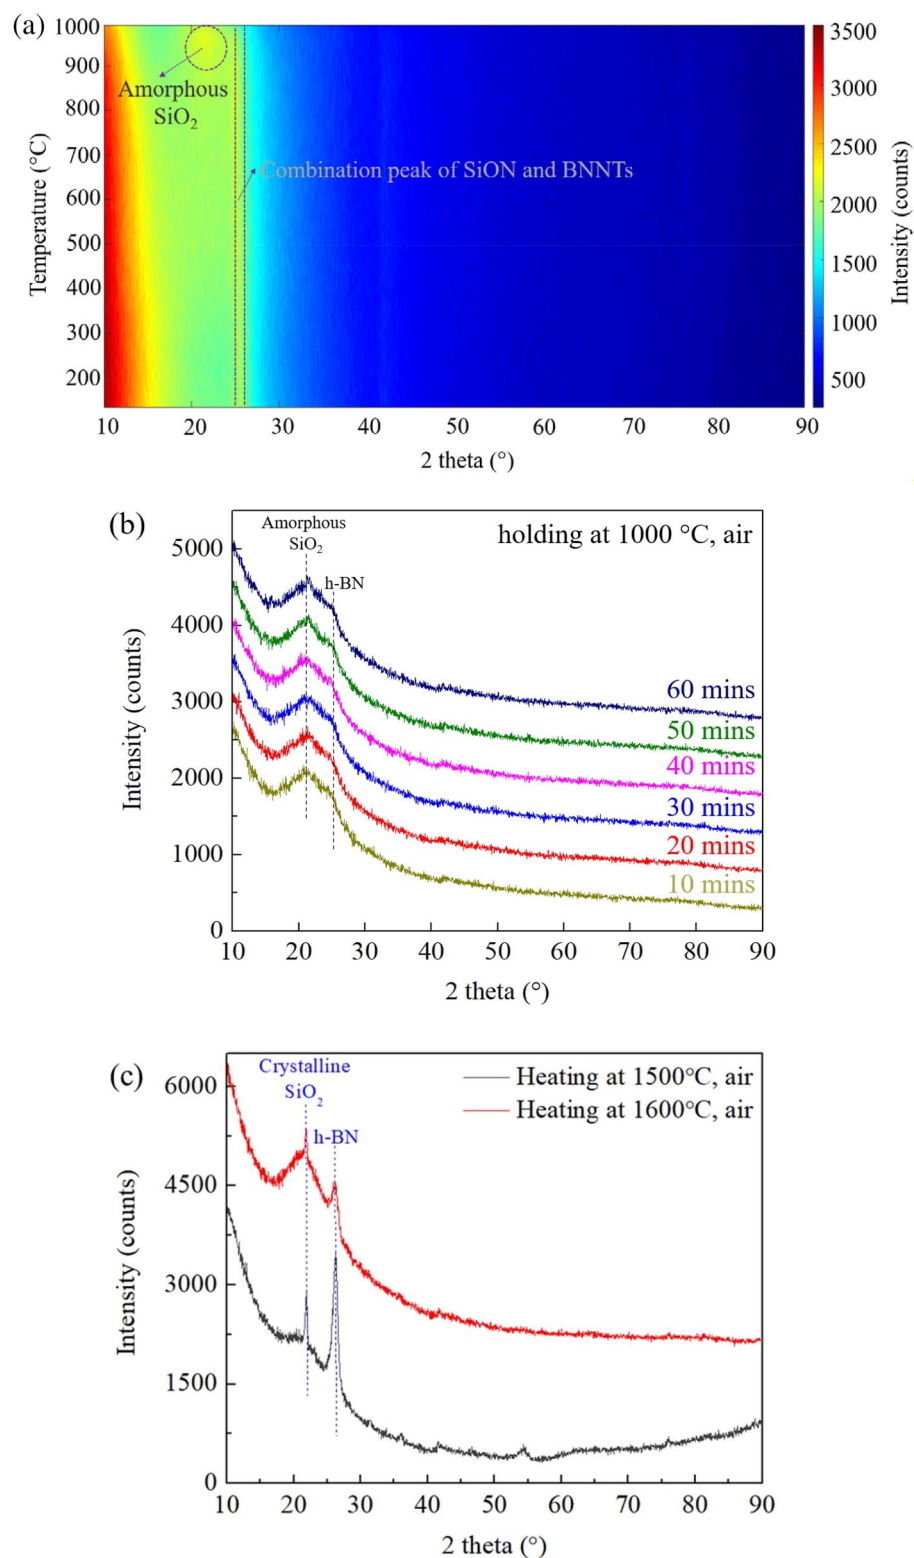 (a)
1000
900
800
700
600
500
400
300
200
Temperature (°C)
Amorphous
SiO2
Combination peak of SiON and BNNTs
10 20 30 40 50 60 70 80 90
2 theta (°)
3500
3000
2500
2000
1500
1000
500
Intensity (counts)
(b)
Amorphous
SiO2
h-BN
holding at 1000 °C, air
5000
4000
3000
2000
1000
0
Intensity (counts)
60 mins
50 mins
40 mins
30 mins
20 mins
10 mins
10 20 30 40 50 60 70 80 90
2 theta (°)
(c)
Crystalline
SiO2
h-BN
Heating at 1500°C, air
Heating at 1600°C, air
6000
4500
3000
1500
0
Intensity (counts)
10 20 30 40 50 60 70 80 90
2 theta (°)